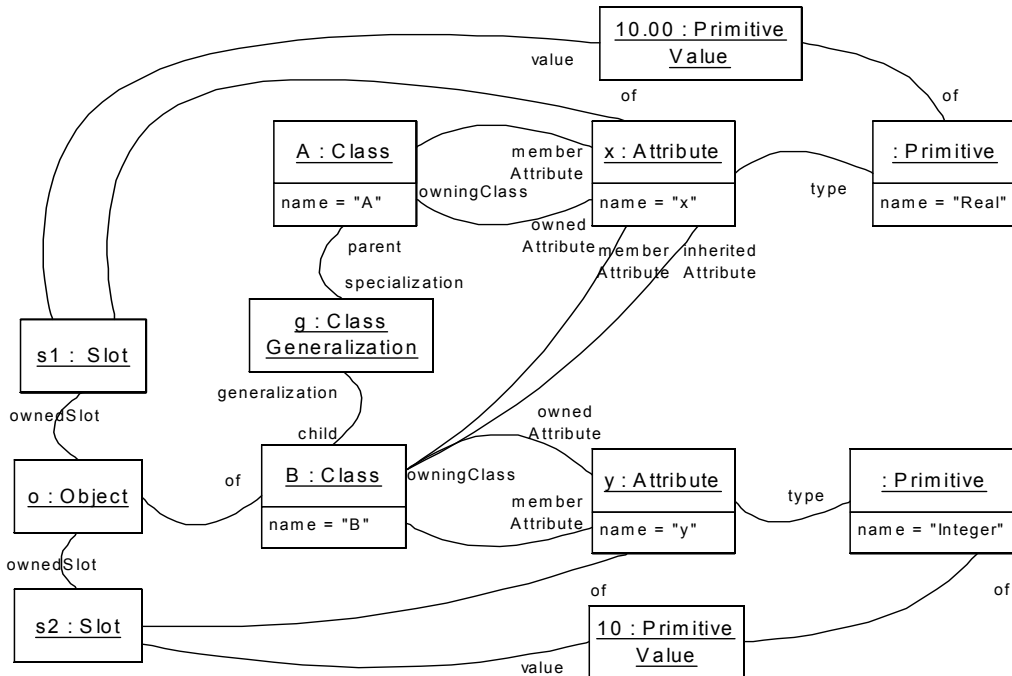 10.00 : Primitive
Value
value
of
of
A : Class
name = "A"
member
Attribute
owningClass
owned
Attribute
x : Attribute
name = "x"
type
: Primitive
name = "Real"
parent
specialization
member
Attribute
inherited
Attribute
g : Class
Generalization
s1 : Slot
generalization
ownedSlot
child
owned
Attribute
o : Object
of
B : Class
name = "B"
owningClass
member
Attribute
y : Attribute
name = "y"
type
: Primitive
name = "Integer"
ownedSlot
s2 : Slot
of
of
10 : Primitive
Value
value